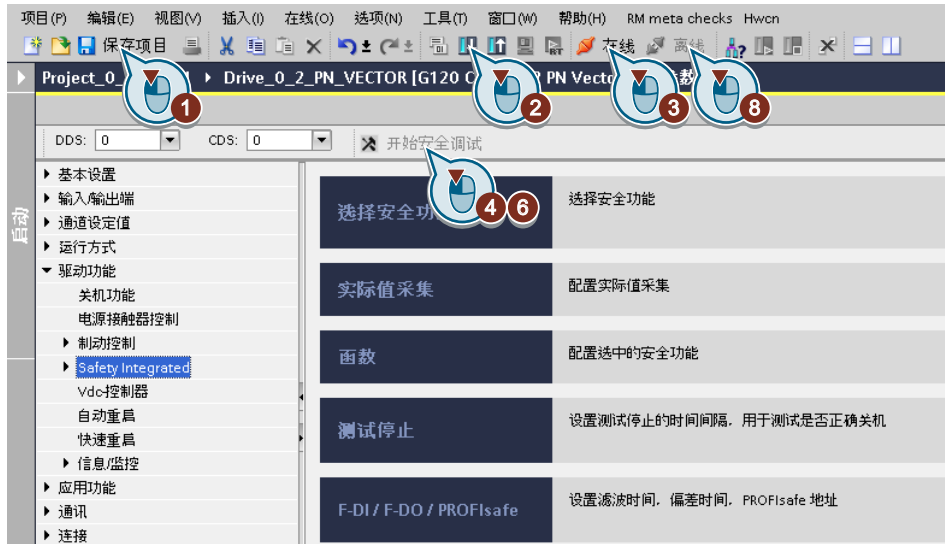 项目(P) 编辑(E) 视图(V) 插入(I) 在线(O) 选项(N) 工具(T) 窗口(W) 帮助(H) RM meta checks Hwcn
保存项目 在线 离线
Project_0_ Drive_0_2_PN_VECTOR [G120 C PN Vecto 数
1 2 3 8
DDS: 0 CDS: 0 开始安全调试
4 6
启动
基本设置
输入/输出端
通道设定值
运行方式
驱动功能
关机功能
电源接触器控制
制动控制
Safety Integrated
Vdc-控制器
自动重启
快速重启
信息/监控
应用功能
通讯
连接
选择安全功 选择安全功能
实际值采集 配置实际值采集
函数 配置选中的安全功能
测试停止 设置测试停止的时间间隔，用于测试是否正确关机
F-DI / F-DO / PROFIsafe 设置滤波时间，偏差时间，PROFIsafe 地址